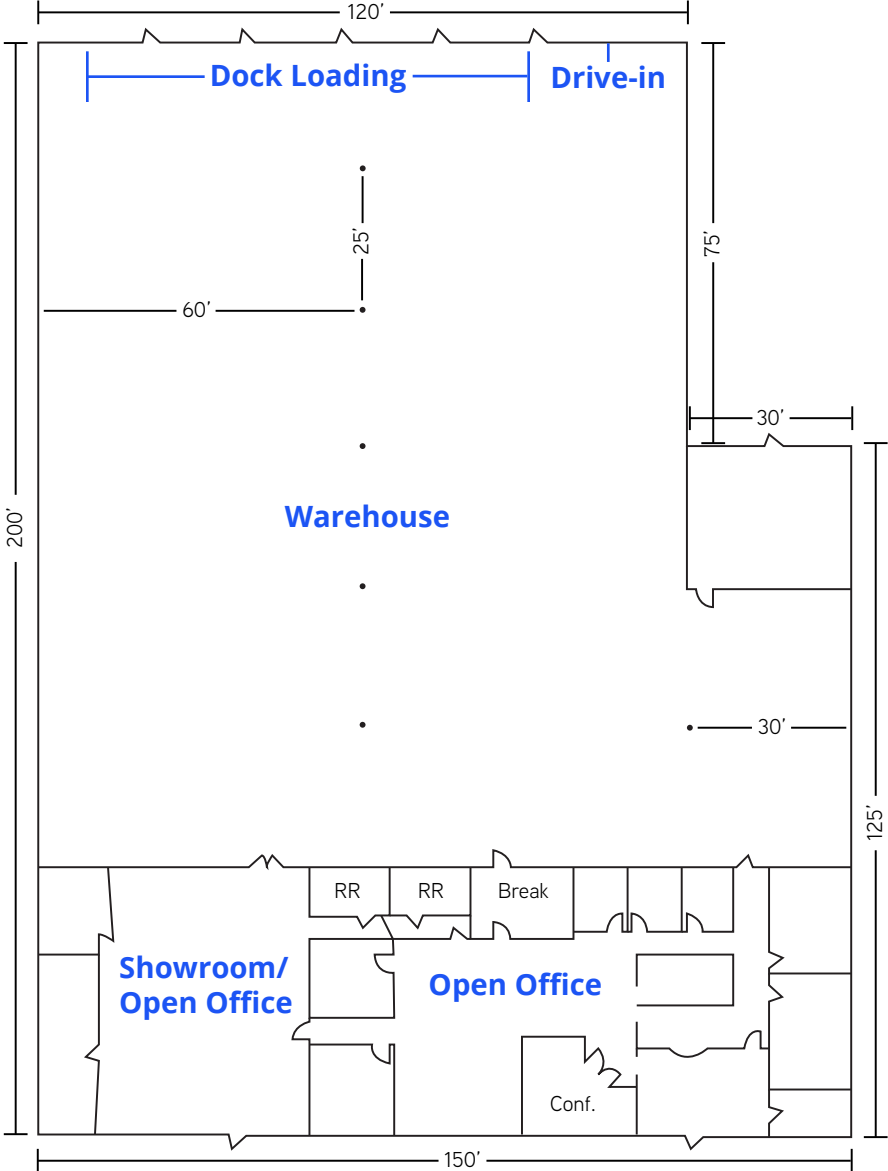 120’
Dock Loading
Drive-in
25’
75’
60’
30’
Warehouse
200’
30’
125’
RR
RR
Break
Showroom/
Open Office
Open Office
Conf.
150’